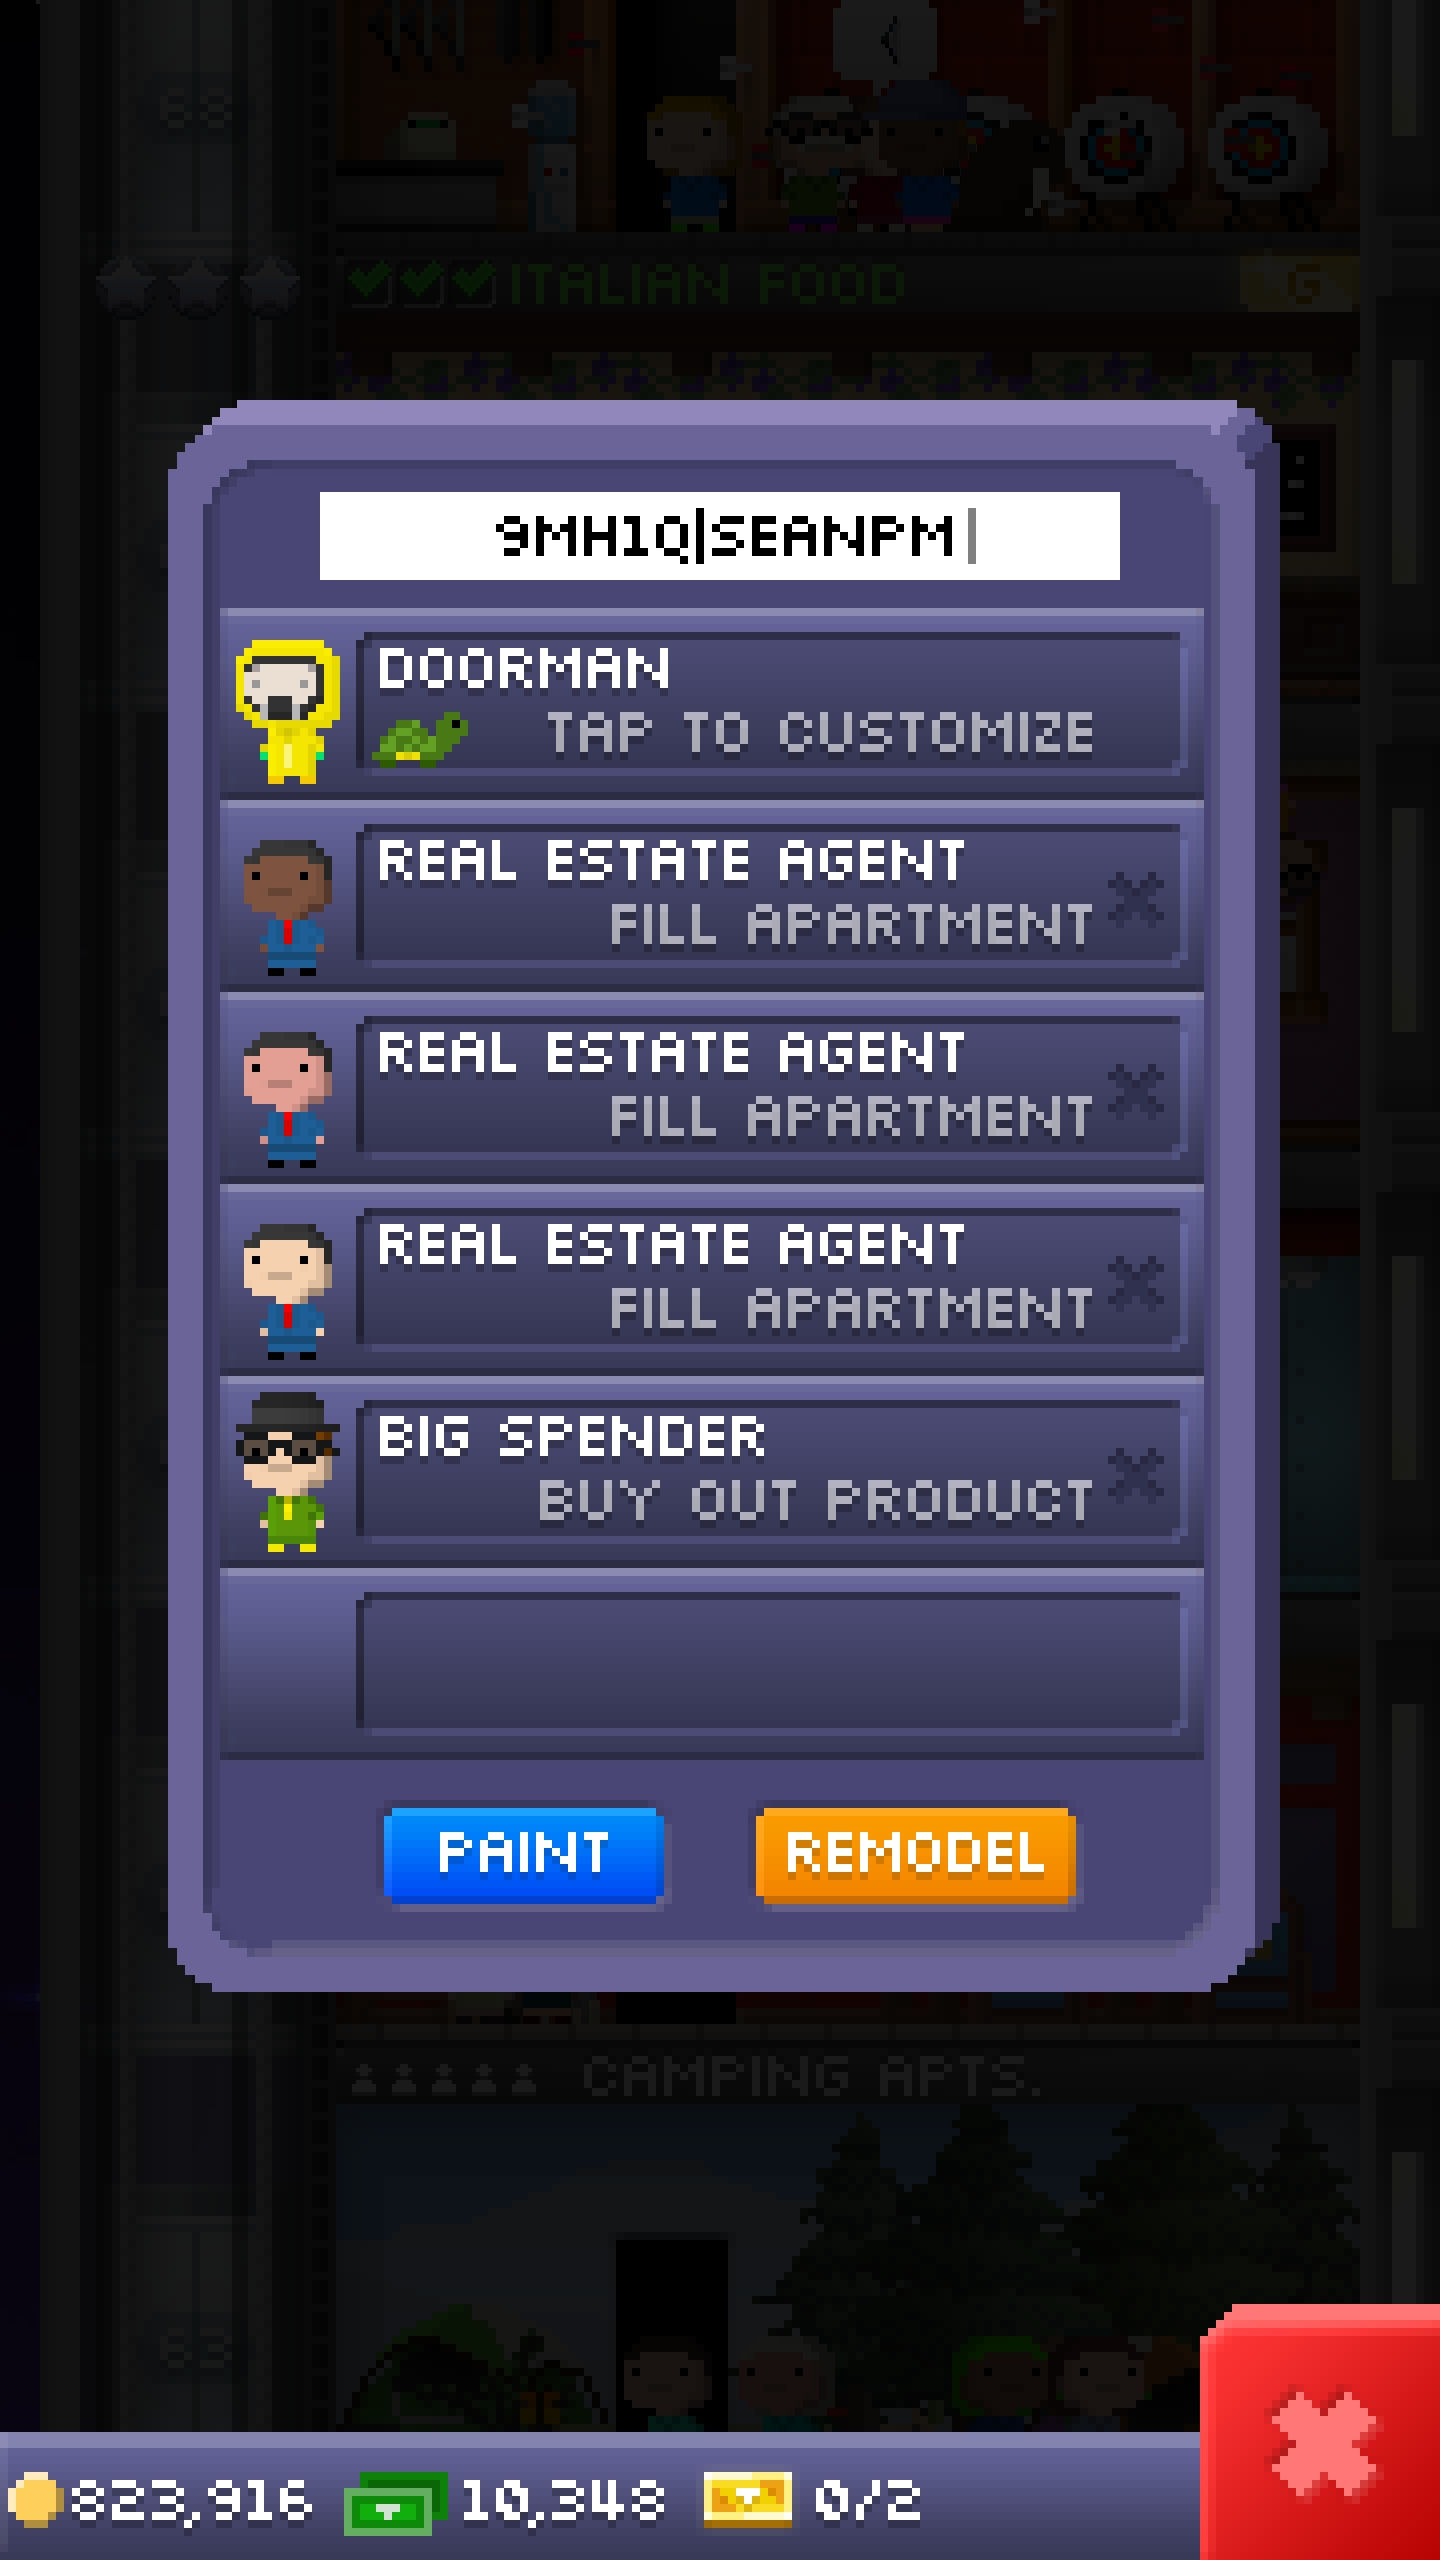 68
ITALIAN FOOD
G
9MH1Q|SEANPM
DOORMAN
TAP TO CUSTOMIZE
REAL ESTATE AGENT
FILL APARTMENT
REAL ESTATE AGENT
FILL APARTMENT
REAL ESTATE AGENT
FILL APARTMENT
BIG SPENDER
BUY OUT PRODUCT
PAINT
REMODEL
CAMPING APTS.
63
823,916
10,348
0/2